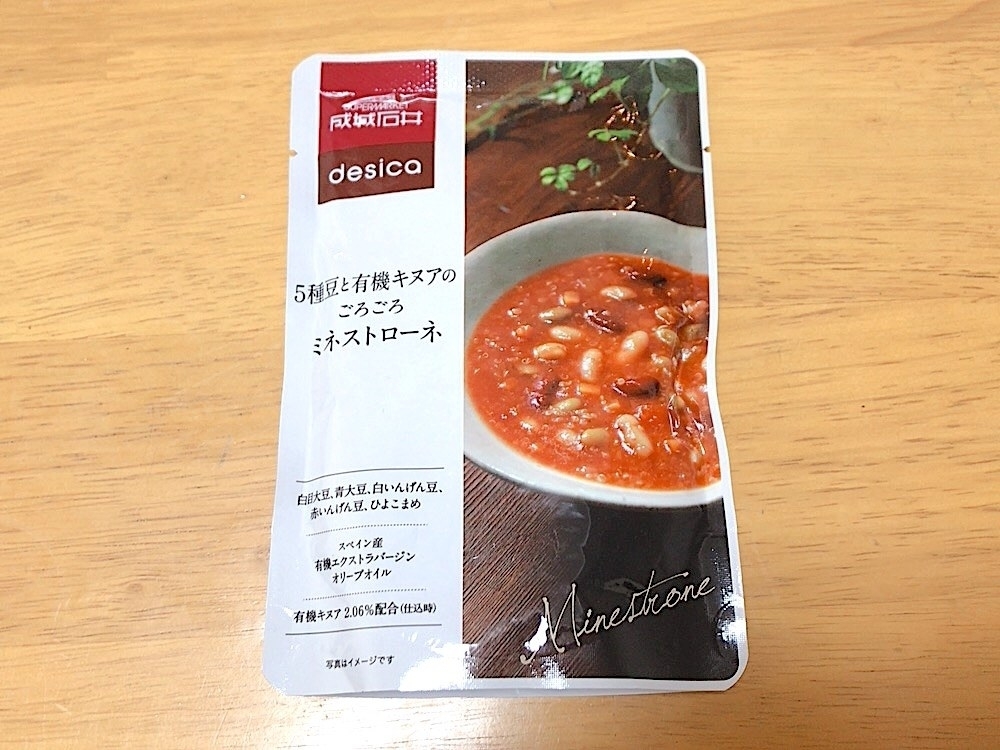 SUPERMARKET
成城石井
desica
5種豆と有機キヌアの
ごろごろ
ミネストローネ
白目大豆、青大豆、白いんげん豆、
赤いんげん豆、ひよこまめ
スペイン産
有機エクストラバージン
オリーブオイル
有機キヌア 2.06%配合(仕込時)
写真はイメージです
Minestrone